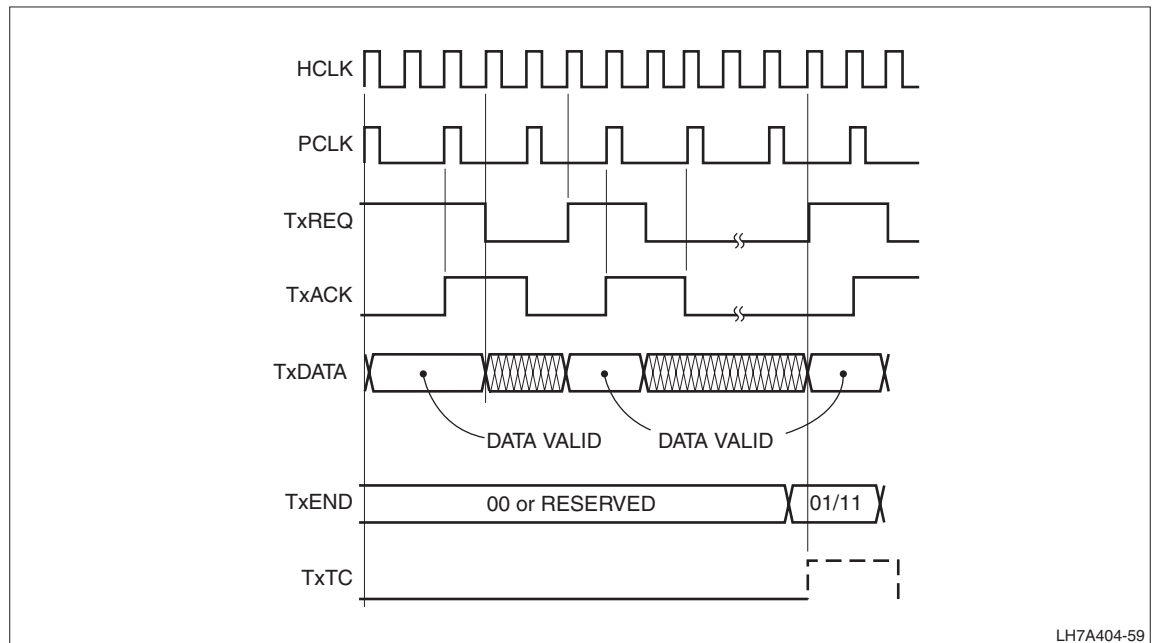 HCLK
PCLK
TxREQ
TxACK
TxDATA
DATA VALID DATA VALID
TxEND 00 or RESERVED 01/11
TxTC
LH7A404-59